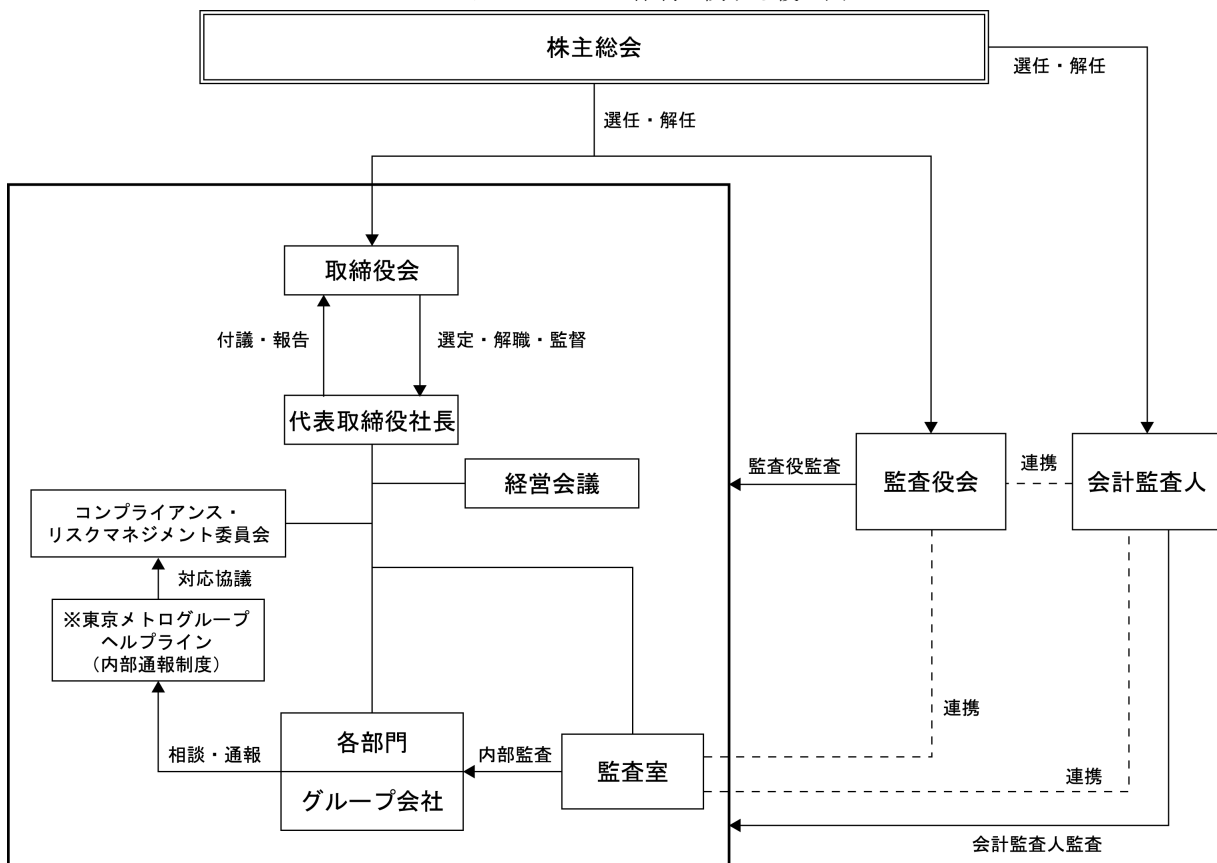 株主総会
選任・解任
選任・解任
取締役会
付議・報告
選定・解職・監督
代表取締役社長
経営会議
監査役監査
監査役会
連携
会計監査人
コンプライアンス・
リスクマネジメント委員会
対応協議
※東京メトログループ
ヘルプライン
（内部通報制度）
相談・通報
各部門
グループ会社
内部監査
監査室
連携
連携
会計監査人監査